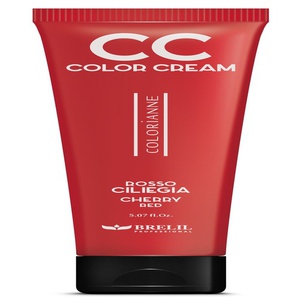 CC
COLOR CREAM
COLORIANNE
ROSSO
CILIEGIA
CHERRY
RED
5.07 fl.Oz.
BRELIL
PROFESSIONAL